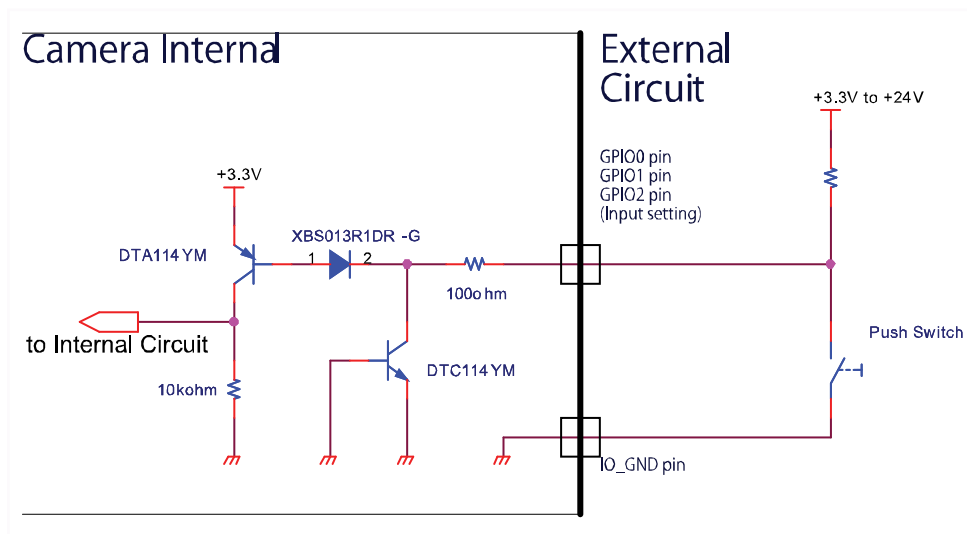 Camera Internal
External
Circuit
+3.3V to +24V
GPIO0 pin
GPIO1 pin
GPIO2 pin
(Input setting)
+3.3V
XBS013R1DR -G
DTA114YM
1
2
100ohm
to Internal Circuit
Push Switch
10kohm
DTC114YM
IO_GND pin